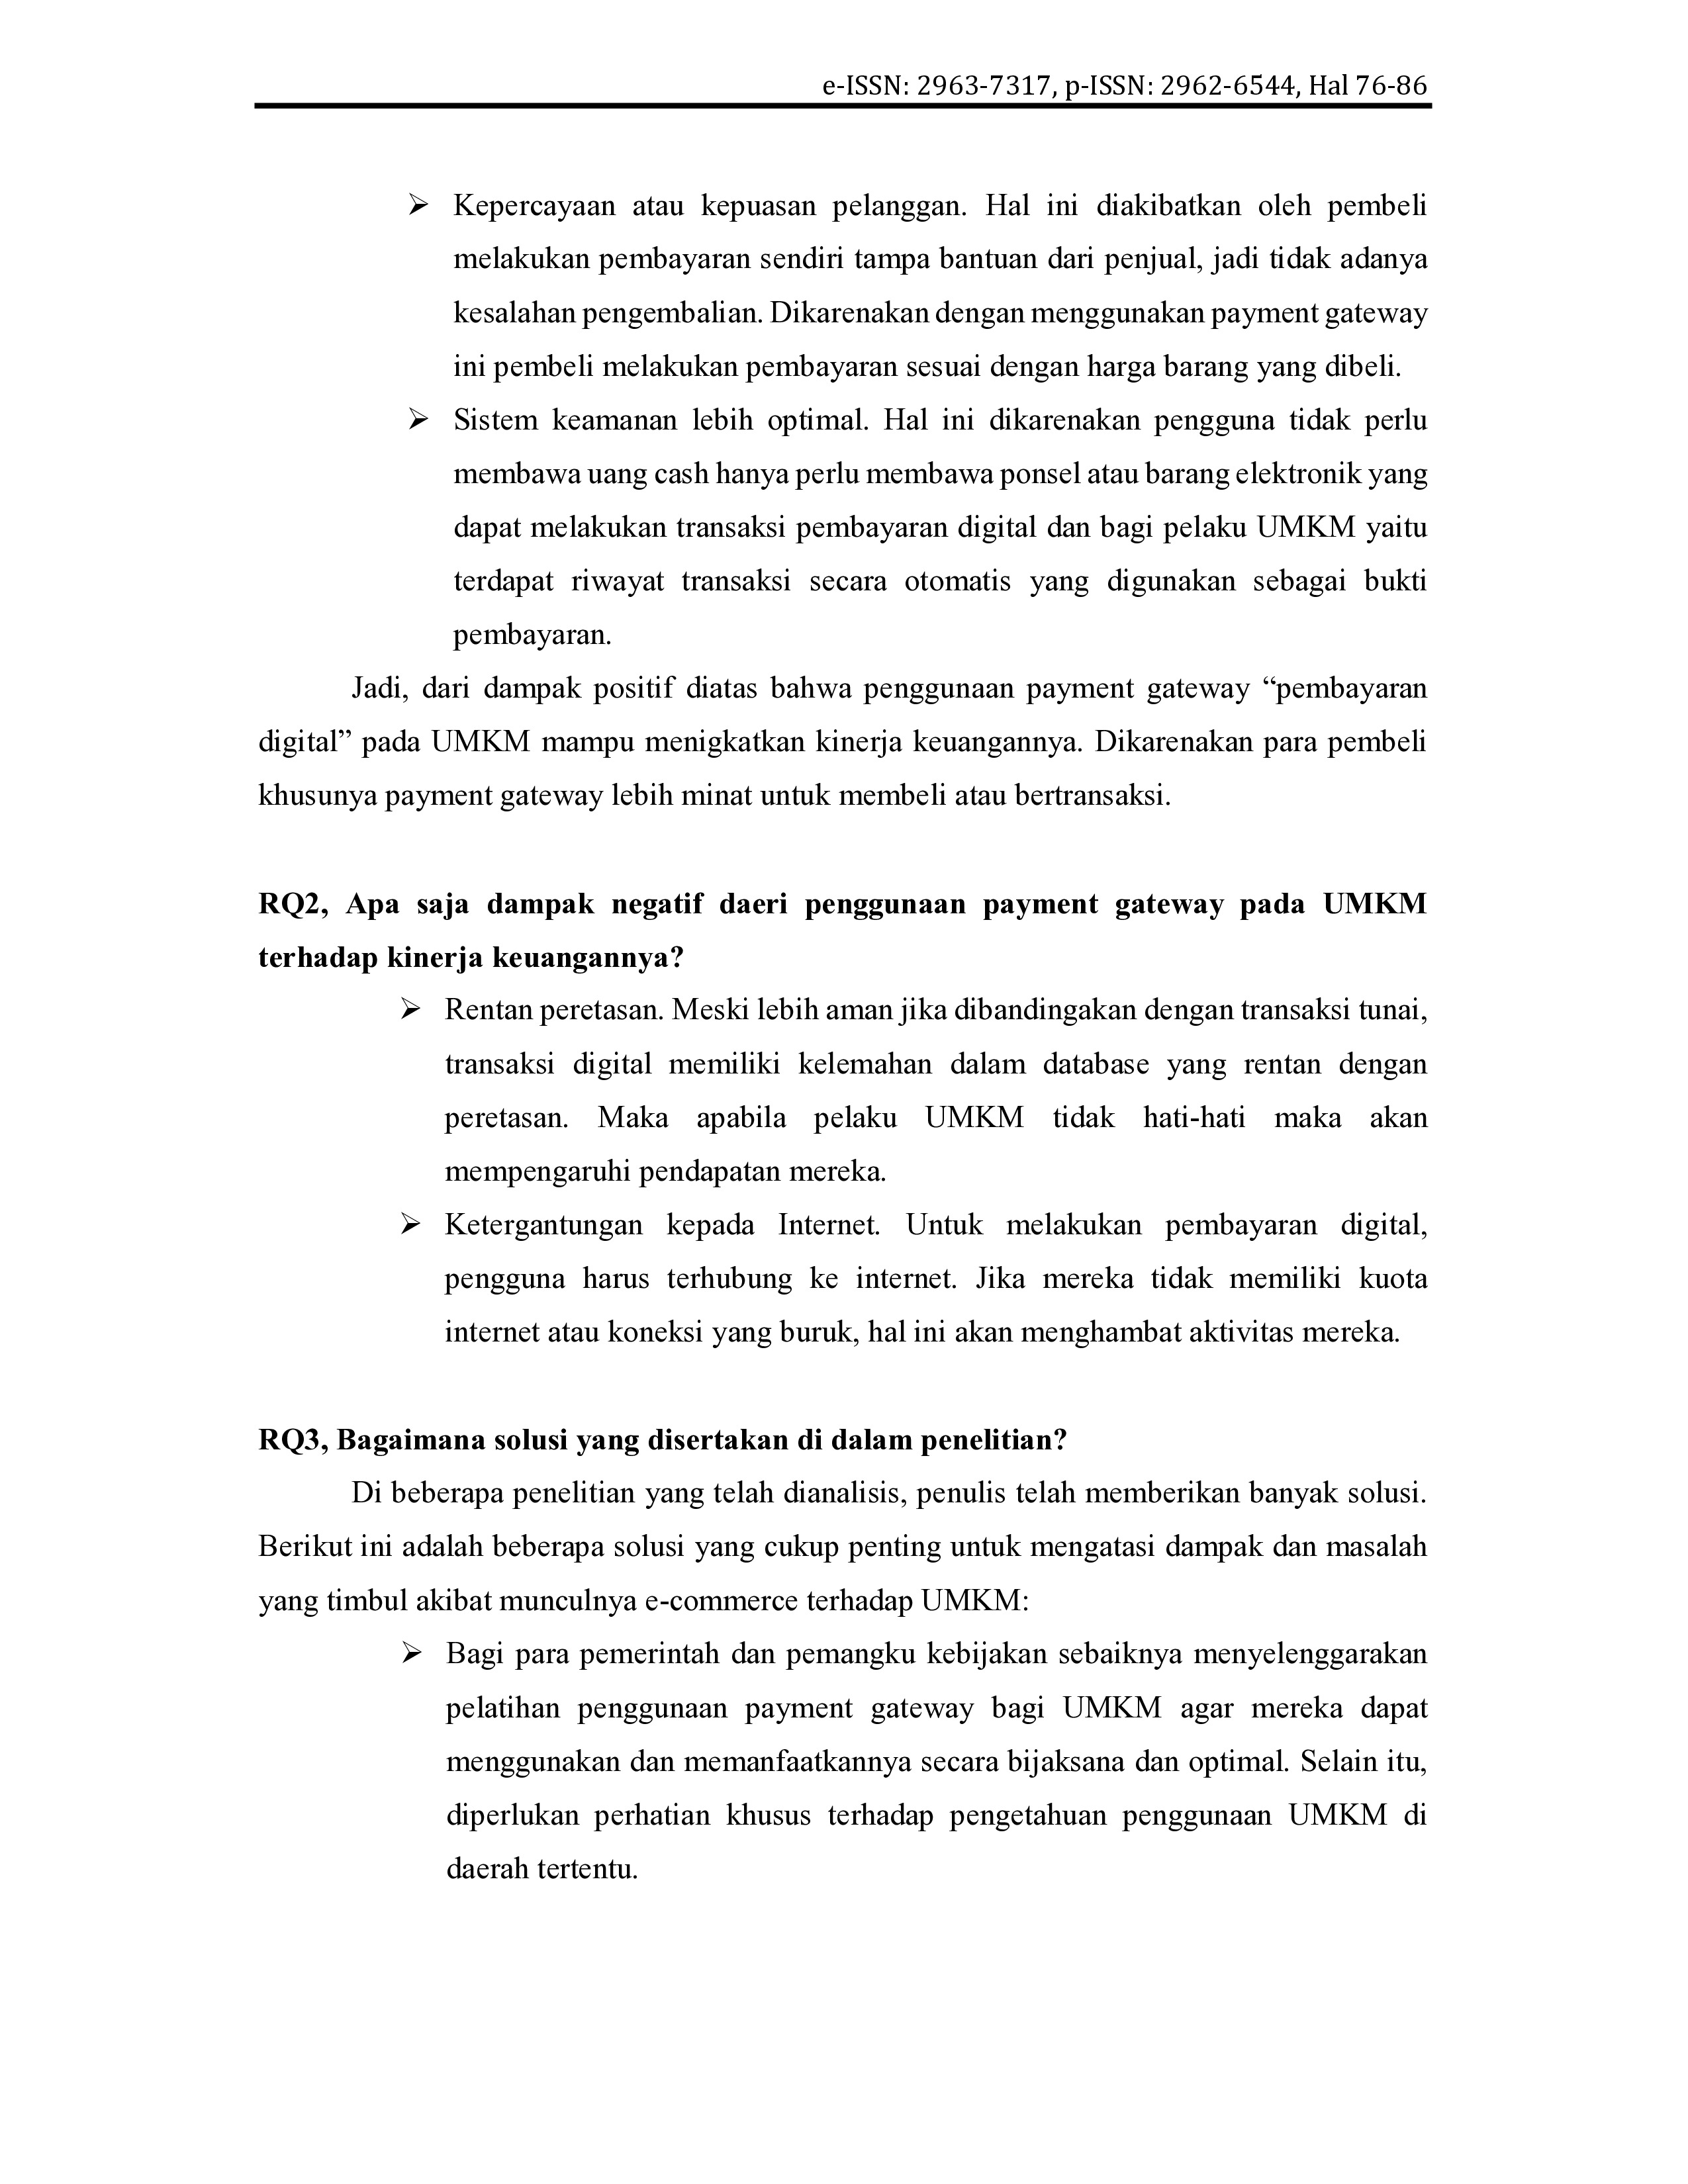 e-ISSN: 2963-7317, p-ISSN: 2962-6544, Hal 76-86
➢ Kepercayaan atau kepuasan pelanggan. Hal ini diakibatkan oleh pembeli
melakukan pembayaran sendiri tampa bantuan dari penjual, jadi tidak adanya
kesalahan pengembalian. Dikarenakan dengan menggunakan payment gateway
ini pembeli melakukan pembayaran sesuai dengan harga barang yang dibeli.
➢ Sistem keamanan lebih optimal. Hal ini dikarenakan pengguna tidak perlu
membawa uang cash hanya perlu membawa ponsel atau barang elektronik yang
dapat melakukan transaksi pembayaran digital dan bagi pelaku UMKM yaitu
terdapat riwayat transaksi secara otomatis yang digunakan sebagai bukti
pembayaran.
Jadi, dari dampak positif diatas bahwa penggunaan payment gateway “pembayaran
digital” pada UMKM mampu menigkatkan kinerja keuangannya. Dikarenakan para pembeli
khusunya payment gateway lebih minat untuk membeli atau bertransaksi.
RQ2, Apa saja dampak negatif daeri penggunaan payment gateway pada UMKM
terhadap kinerja keuangannya?
➢ Rentan peretasan. Meski lebih aman jika dibandingakan dengan transaksi tunai,
transaksi digital memiliki kelemahan dalam database yang rentan dengan
peretasan. Maka apabila pelaku UMKM tidak hati-hati maka akan
mempengaruhi pendapatan mereka.
➢ Ketergantungan kepada Internet. Untuk melakukan pembayaran digital,
pengguna harus terhubung ke internet. Jika mereka tidak memiliki kuota
internet atau koneksi yang buruk, hal ini akan menghambat aktivitas mereka.
RQ3, Bagaimana solusi yang disertakan di dalam penelitian?
Di beberapa penelitian yang telah dianalisis, penulis telah memberikan banyak solusi.
Berikut ini adalah beberapa solusi yang cukup penting untuk mengatasi dampak dan masalah
yang timbul akibat munculnya e-commerce terhadap UMKM:
➢ Bagi para pemerintah dan pemangku kebijakan sebaiknya menyelenggarakan
pelatihan penggunaan payment gateway bagi UMKM agar mereka dapat
menggunakan dan memanfaatkannya secara bijaksana dan optimal. Selain itu,
diperlukan perhatian khusus terhadap pengetahuan penggunaan UMKM di
daerah tertentu.